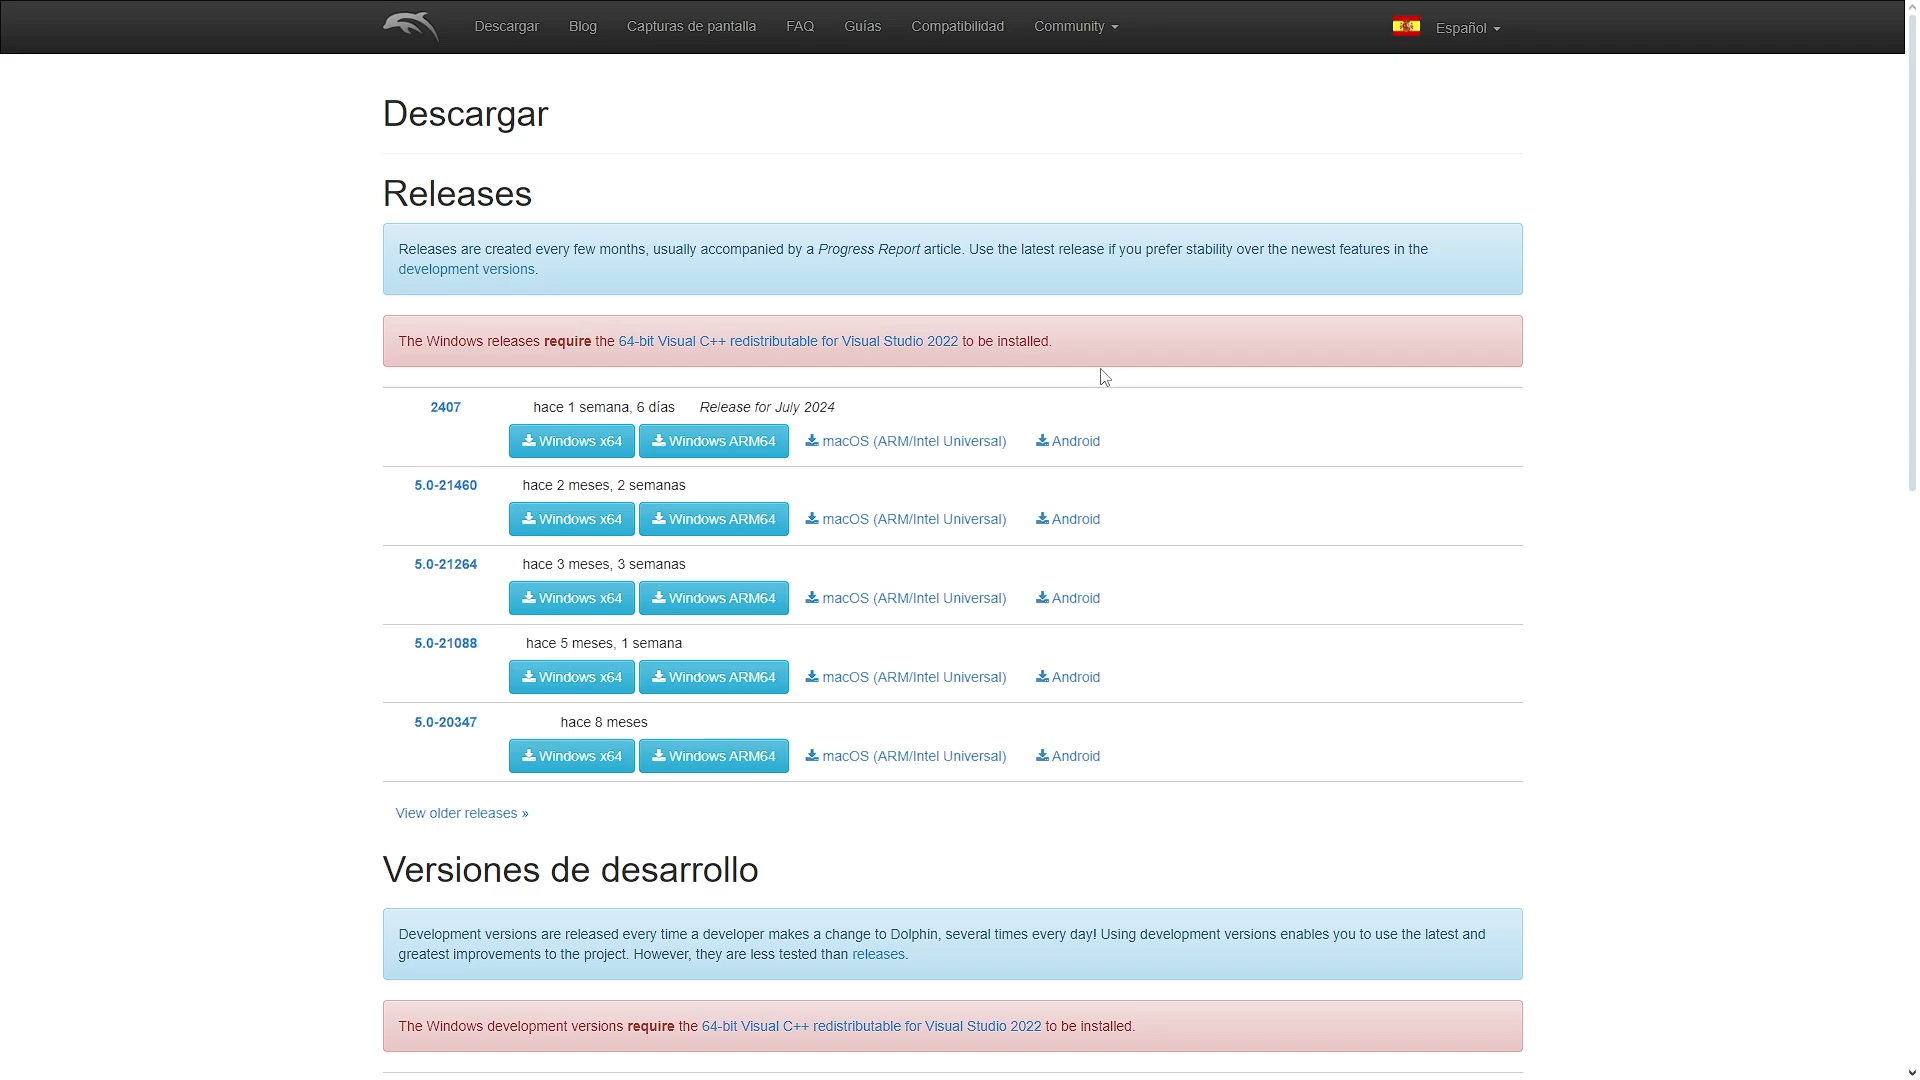 Descargar Blog Capturas de pantalla FAQ Guías Compatibilidad Community Español
Descargar
Releases
Releases are created every few months, usually accompanied by a Progress Report article. Use the latest release if you prefer stability over the newest features in the
development versions.
The Windows releases require the 64-bit Visual C++ redistributable for Visual Studio 2022 to be installed.
2407 hace 1 semana, 6 días Release for July 2024
Windows x64 Windows ARM64 macOS (ARM/Intel Universal) Android
5.0-21460 hace 2 meses, 2 semanas
Windows x64 Windows ARM64 macOS (ARM/Intel Universal) Android
5.0-21264 hace 3 meses, 3 semanas
Windows x64 Windows ARM64 macOS (ARM/Intel Universal) Android
5.0-21088 hace 5 meses, 1 semana
Windows x64 Windows ARM64 macOS (ARM/Intel Universal) Android
5.0-20347 hace 8 meses
Windows x64 Windows ARM64 macOS (ARM/Intel Universal) Android
View older releases »
Versiones de desarrollo
Development versions are released every time a developer makes a change to Dolphin, several times every day! Using development versions enables you to use the latest and
greatest improvements to the project. However, they are less tested than releases.
The Windows development versions require the 64-bit Visual C++ redistributable for Visual Studio 2022 to be installed.